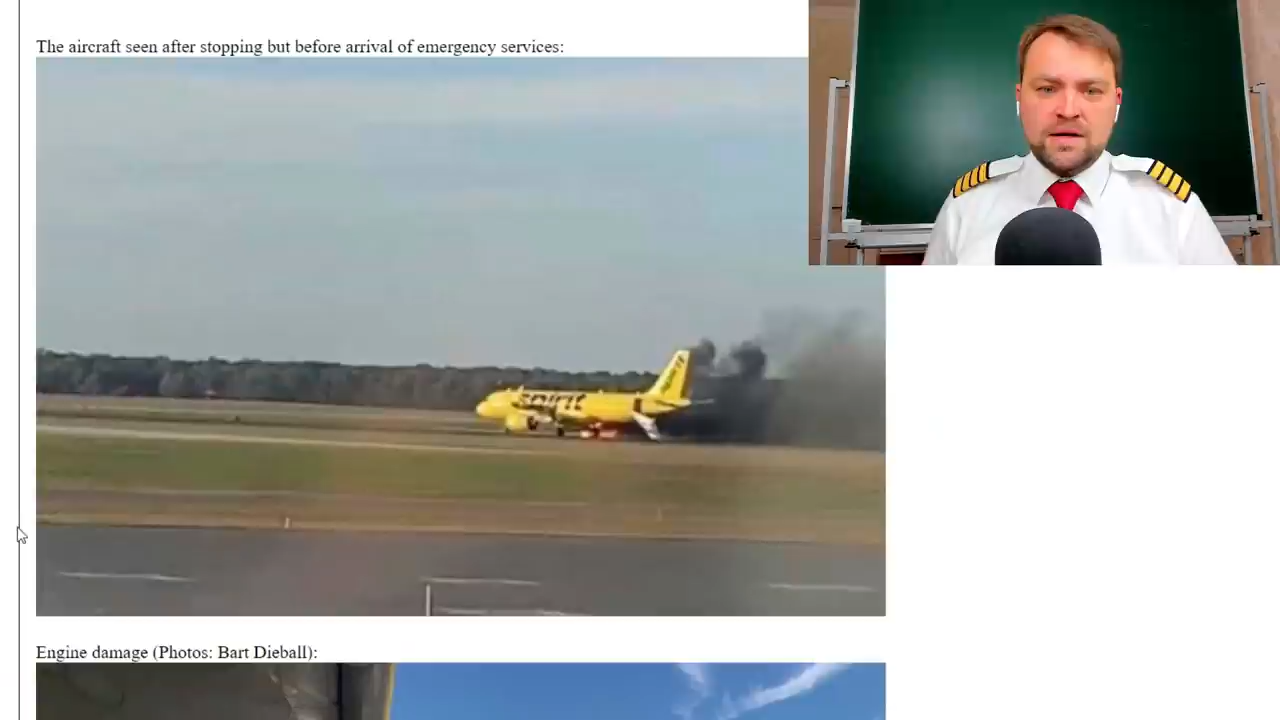 The aircraft seen after stopping but before arrival of emergency services:
spirit
Engine damage (Photos: Bart Dieball):